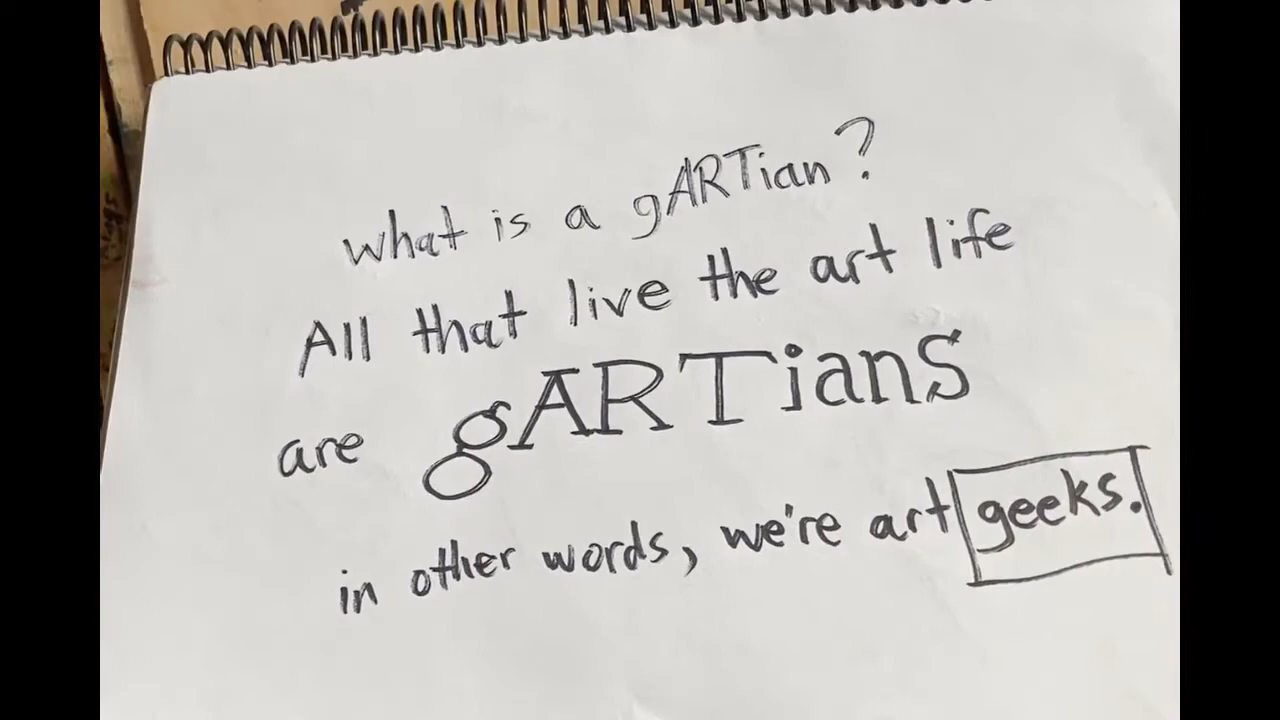 what is a gARTian?
All that live the art life
are gARTians
in other words, we're art geeks.